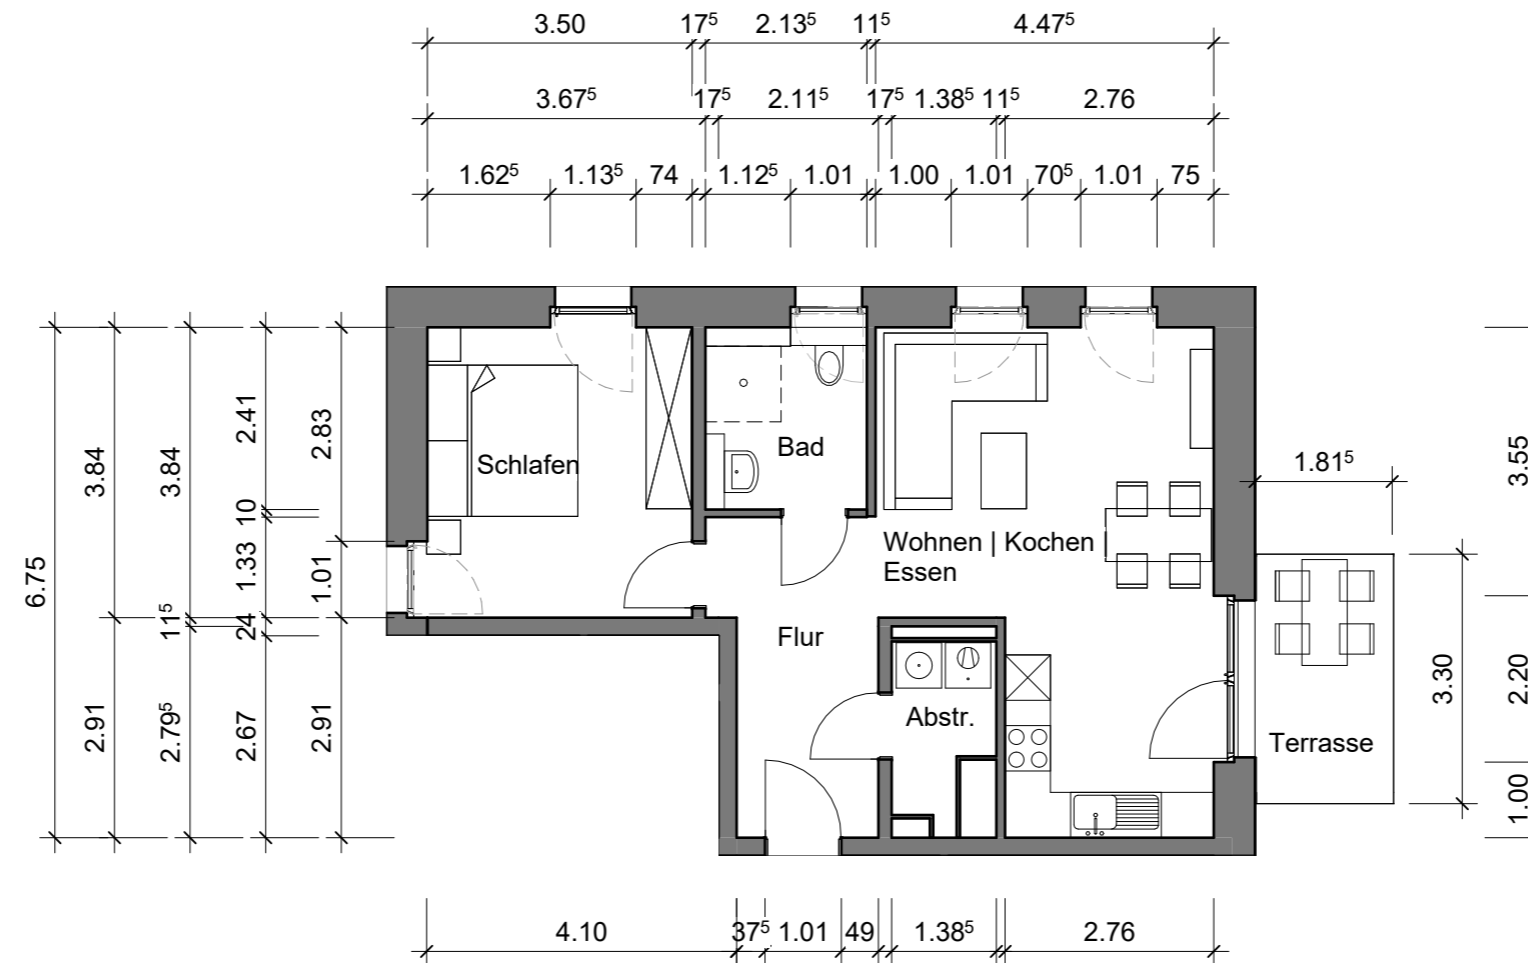 3.50 17⁵ 2.13⁵ 11⁵ 4.47⁵
3.67⁵ 17⁵ 2.11⁵ 17⁵ 1.38⁵ 11⁵ 2.76
1.62⁵ 1.13⁵ 74 1.12⁵ 1.01 1.00 1.01 70⁵ 1.01 75
6.75
3.84
2.91
3.84
11⁵
2.79⁵
2.41
10
1.33
24
2.67
2.83
1.01
2.91
Schlafen
Bad
Wohnen | Kochen |
Essen
Flur
Abstr.
Terrasse
1.81⁵
3.30
3.55
2.20
1.00
4.10 37⁵ 1.01 49 1.38⁵ 2.76